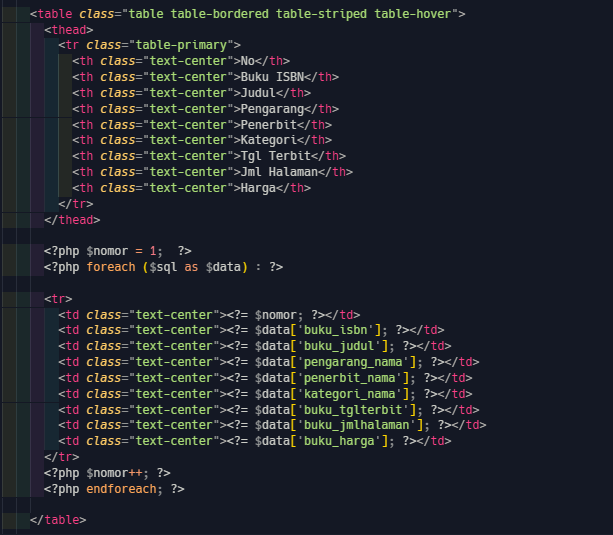 <table class="table table-bordered table-striped table-hover">
<thead>
<tr class="table-primary">
<th class="text-center">No</th>
<th class="text-center">Buku ISBN</th>
<th class="text-center">Judul</th>
<th class="text-center">Pengarang</th>
<th class="text-center">Penerbit</th>
<th class="text-center">Kategori</th>
<th class="text-center">Tgl Terbit</th>
<th class="text-center">Jml Halaman</th>
<th class="text-center">Harga</th>
</tr>
</thead>
<?php $nomor = 1;  ?>
<?php foreach ($sql as $data) : ?>
<tr>
<td class="text-center"><?= $nomor; ?></td>
<td class="text-center"><?= $data['buku_isbn']; ?></td>
<td class="text-center"><?= $data['buku_judul']; ?></td>
<td class="text-center"><?= $data['pengarang_nama']; ?></td>
<td class="text-center"><?= $data['penerbit_nama']; ?></td>
<td class="text-center"><?= $data['kategori_nama']; ?></td>
<td class="text-center"><?= $data['buku_tglterbit']; ?></td>
<td class="text-center"><?= $data['buku_jmlhalaman']; ?></td>
<td class="text-center"><?= $data['buku_harga']; ?></td>
</tr>
<?php $nomor++; ?>
<?php endforeach; ?>
</table>